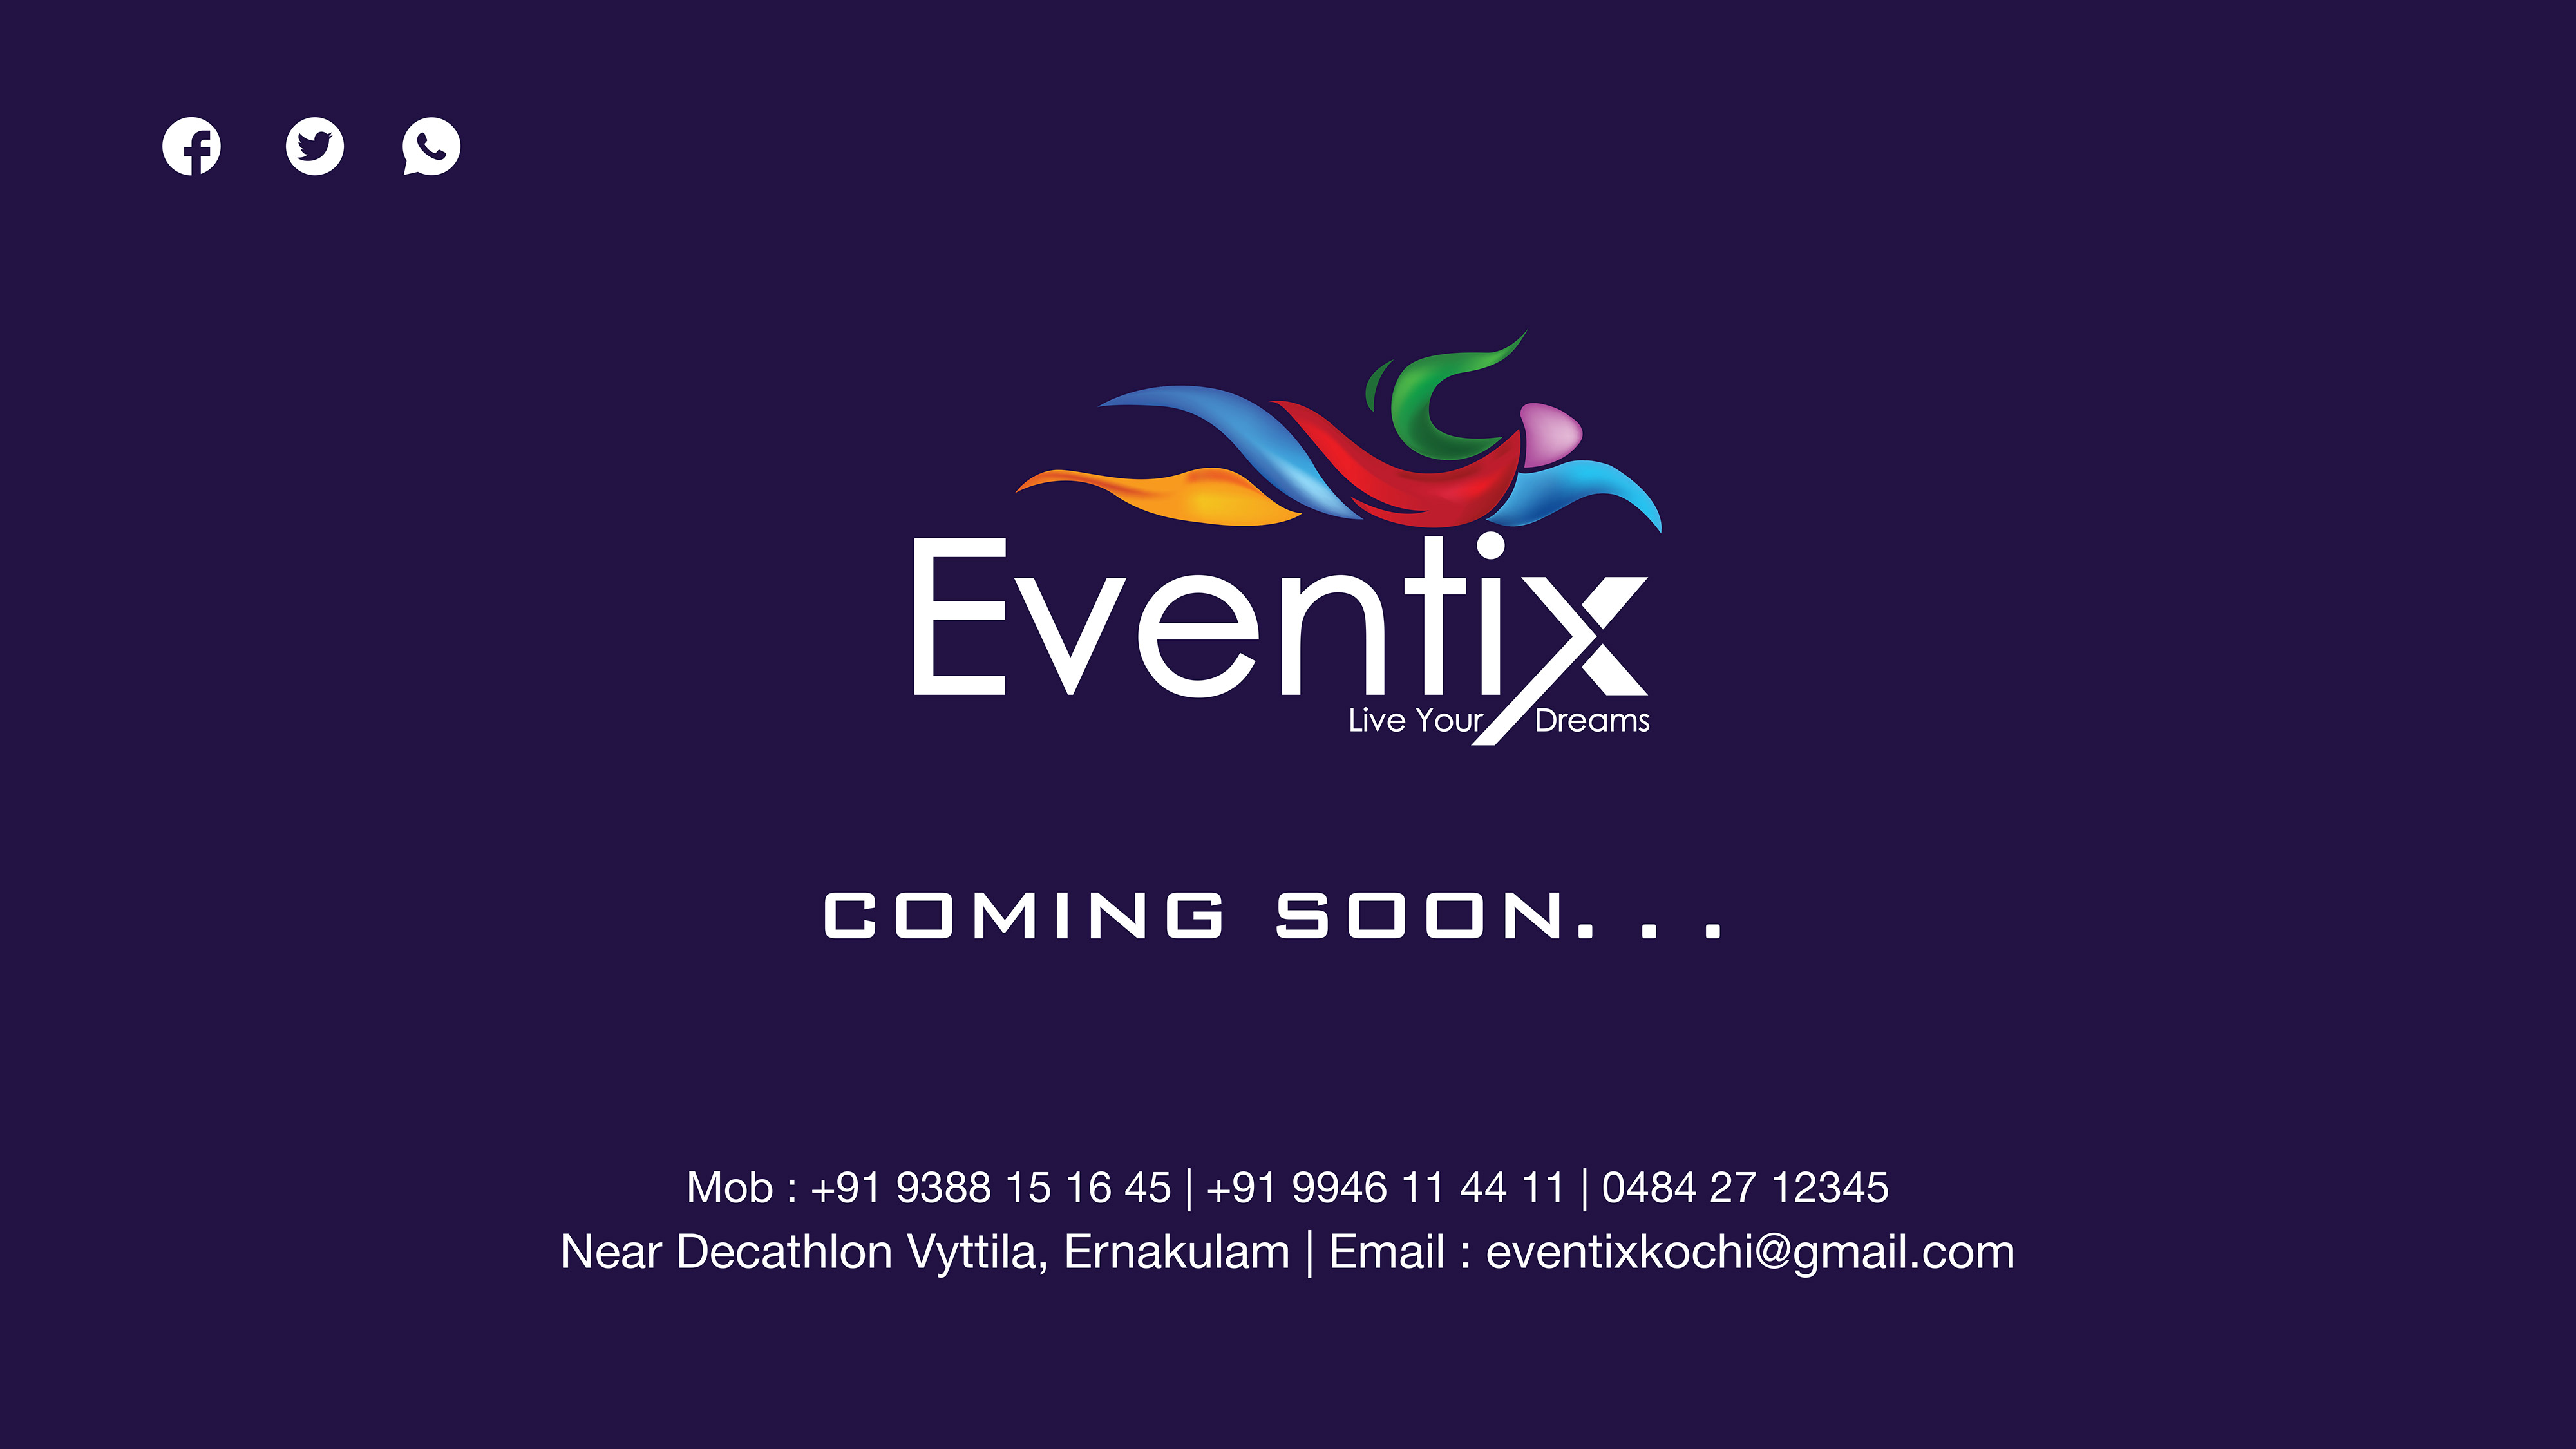 Eventix
Live Your Dreams
COMING SOON. . .
Mob : +91 9388 15 16 45 | +91 9946 11 44 11 | 0484 27 12345
Near Decathlon Vyttila, Ernakulam | Email : eventixkochi@gmail.com